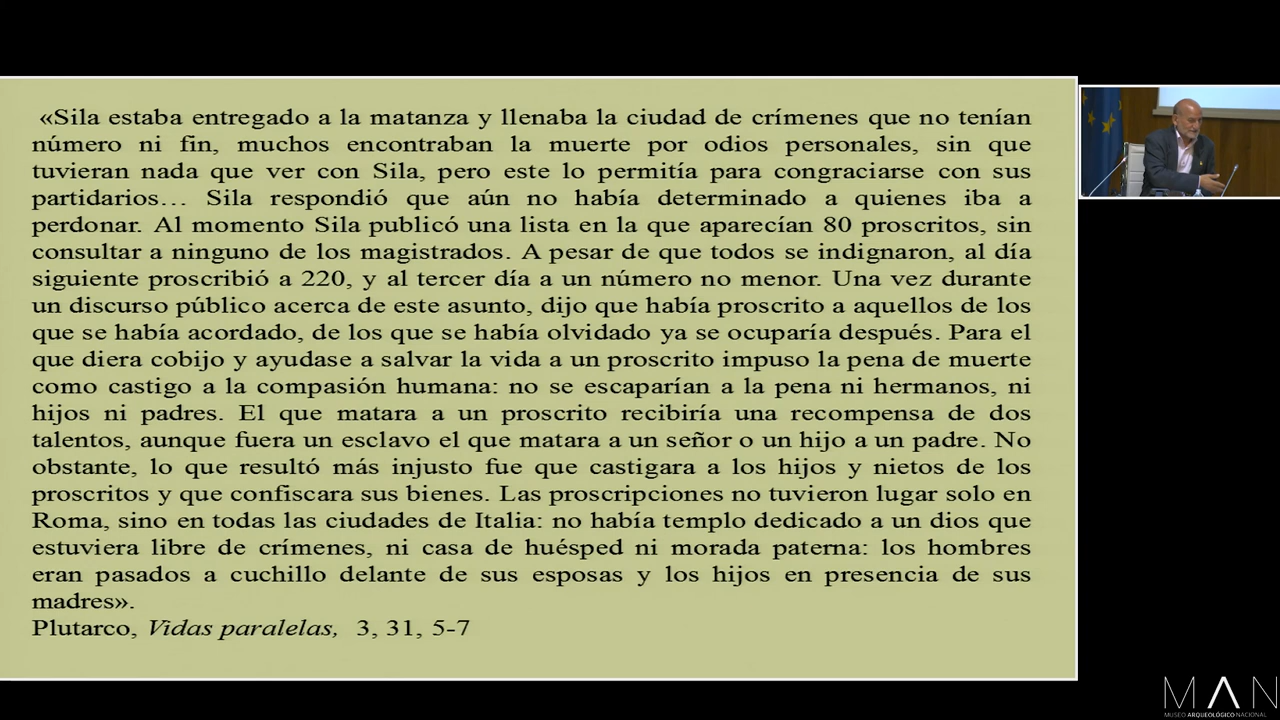 «Sila estaba entregado a la matanza y llenaba la ciudad de crímenes que no tenían
número ni fin, muchos encontraban la muerte por odios personales, sin que
tuvieran nada que ver con Sila, pero este lo permitía para congraciarse con sus
partidarios… Sila respondió que aún no había determinado a quienes iba a
perdonar. Al momento Sila publicó una lista en la que aparecían 80 proscritos, sin
consultar a ninguno de los magistrados. A pesar de que todos se indignaron, al día
siguiente proscribió a 220, y al tercer día a un número no menor. Una vez durante
un discurso público acerca de este asunto, dijo que había proscrito a aquellos de los
que se había acordado, de los que se había olvidado ya se ocuparía después. Para el
que diera cobijo y ayudase a salvar la vida a un proscrito impuso la pena de muerte
como castigo a la compasión humana: no se escaparían a la pena ni hermanos, ni
hijos ni padres. El que matara a un proscrito recibiría una recompensa de dos
talentos, aunque fuera un esclavo el que matara a un señor o un hijo a un padre. No
obstante, lo que resultó más injusto fue que castigara a los hijos y nietos de los
proscritos y que confiscara sus bienes. Las proscripciones no tuvieron lugar solo en
Roma, sino en todas las ciudades de Italia: no había templo dedicado a un dios que
estuviera libre de crímenes, ni casa de huésped ni morada paterna: los hombres
eran pasados a cuchillo delante de sus esposas y los hijos en presencia de sus
madres».
Plutarco, Vidas paralelas, 3, 31, 5-7
MAN
MUSEO ARQUEOLÓGICO NACIONAL